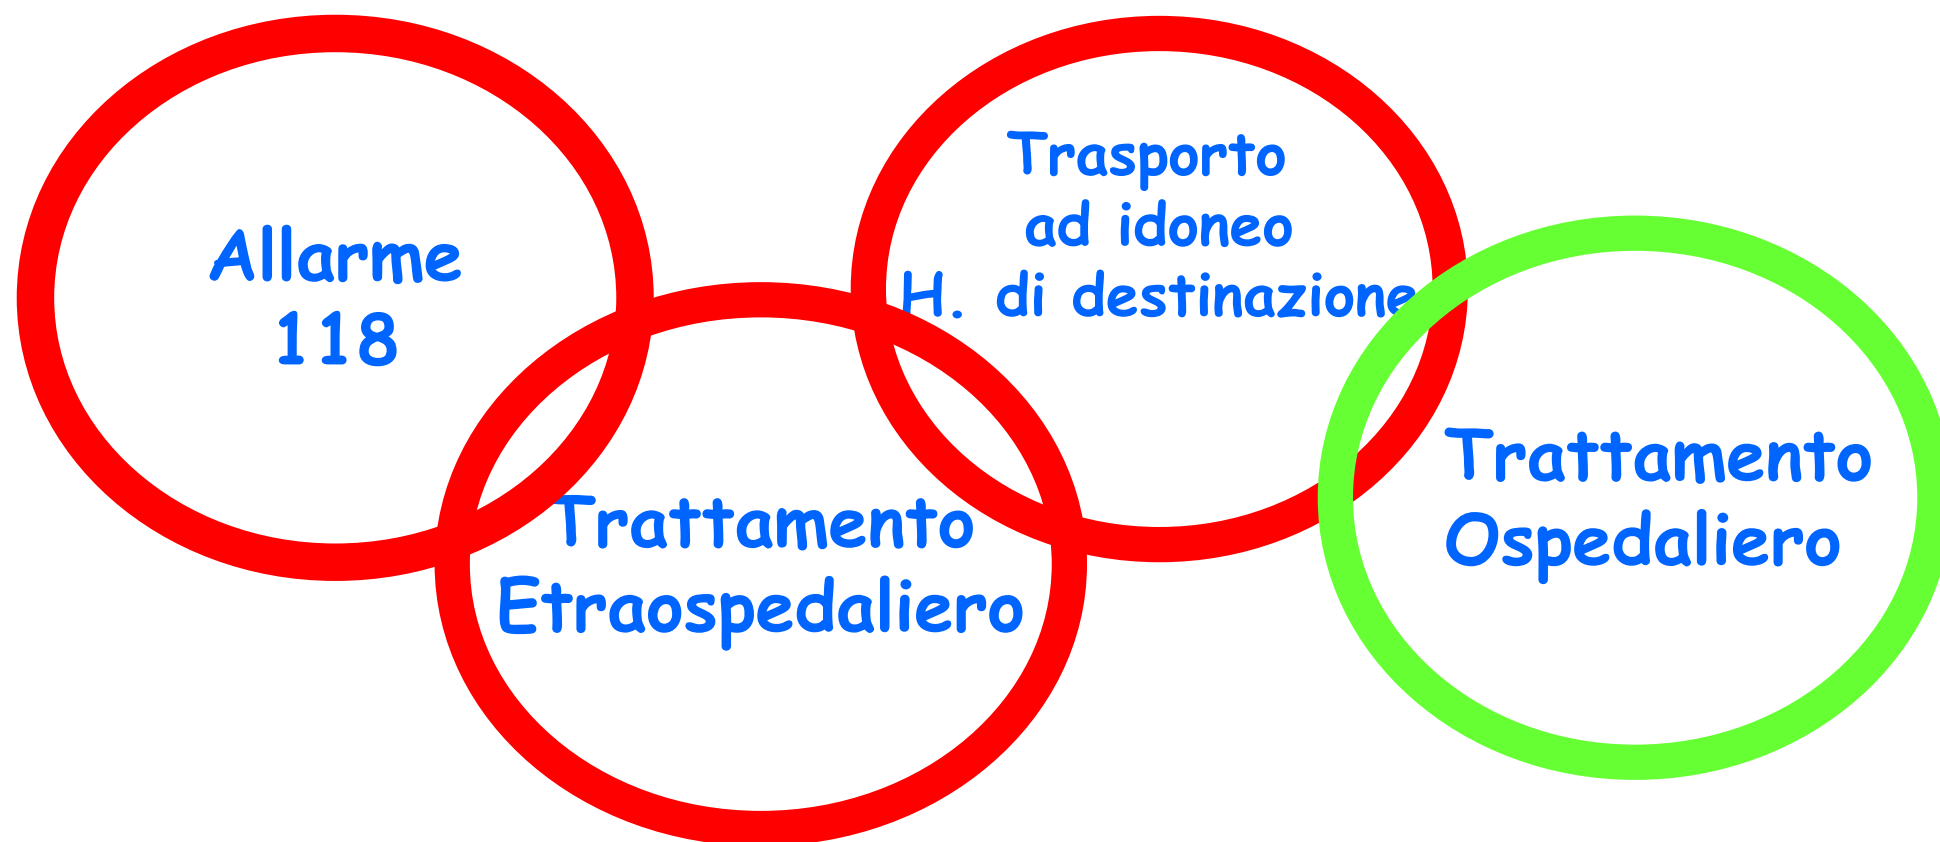 Allarme
118
Trattamento
Etraospedaliero
Trasporto
ad idoneo
H. di destinazione
Trattamento
Ospedaliero